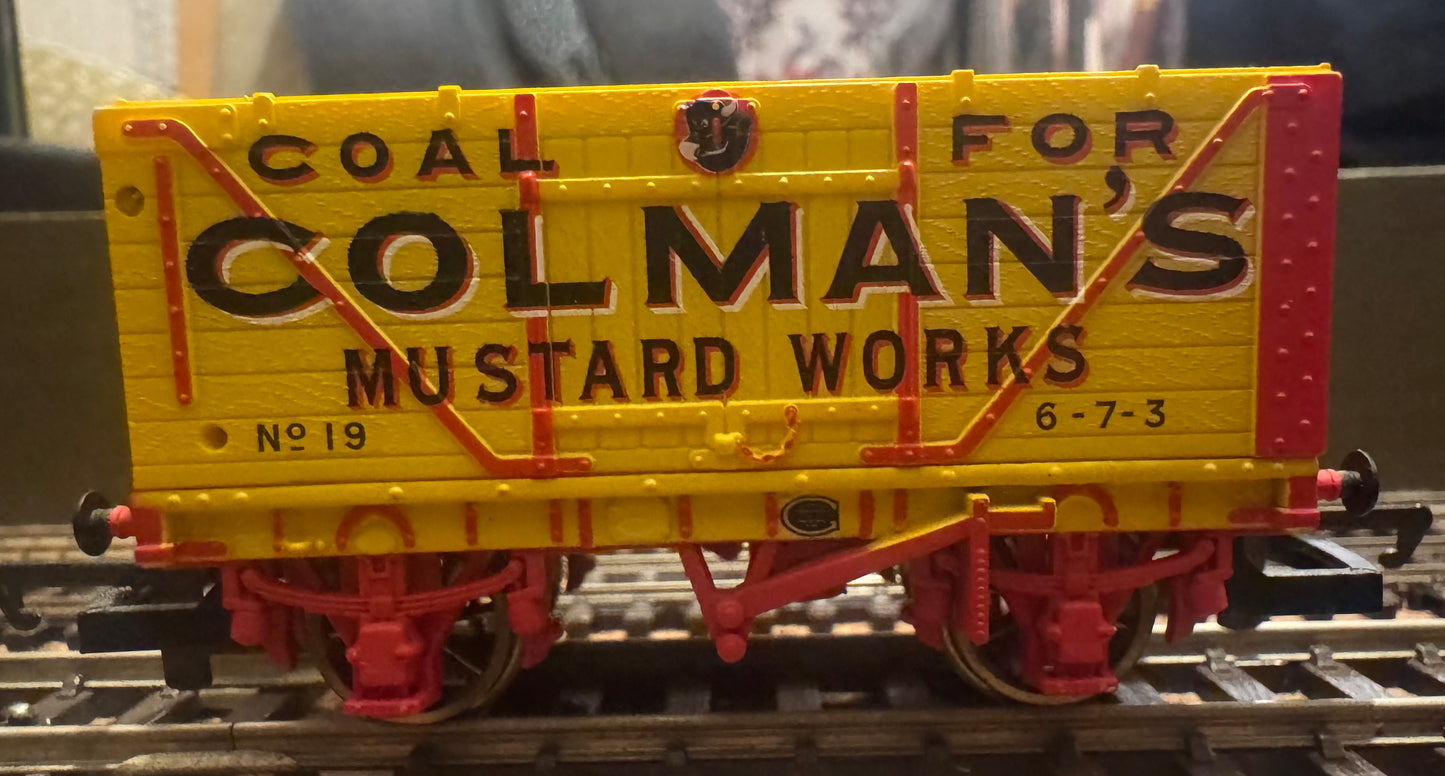 COAL FOR
COLMAN'S
MUSTARD WORKS
Nº 19 6-7-3